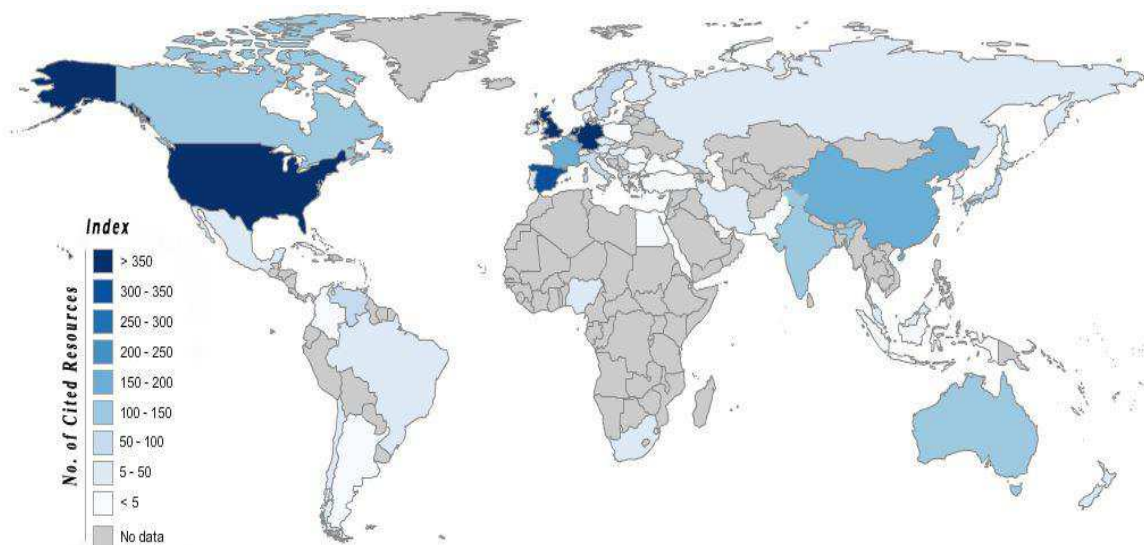 Index
No. of Cited Resources
> 350
300 - 350
250 - 300
200 - 250
150 - 200
100 - 150
50 - 100
5 - 50
< 5
No data